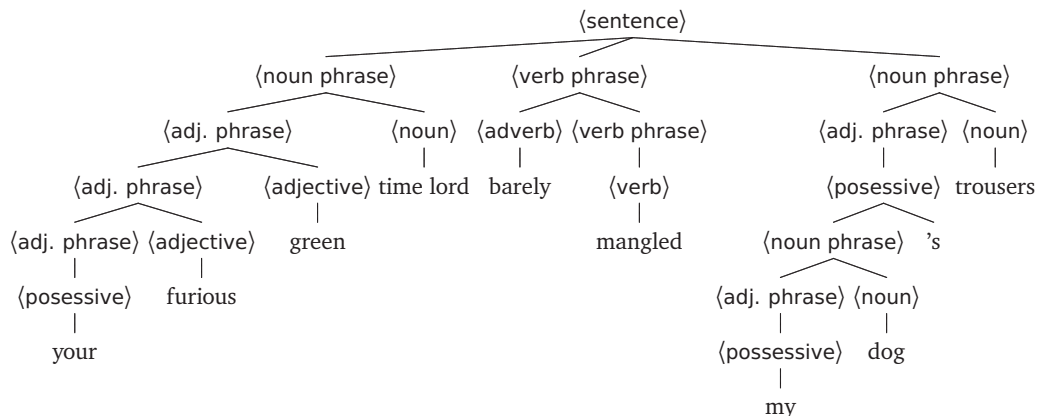 ⟨sentence⟩
⟨noun phrase⟩ ⟨verb phrase⟩ ⟨noun phrase⟩
⟨adj. phrase⟩ ⟨noun⟩ ⟨adverb⟩ ⟨verb phrase⟩ ⟨adj. phrase⟩ ⟨noun⟩
⟨adj. phrase⟩ ⟨adjective⟩ time lord barely ⟨verb⟩ ⟨posessive⟩ trousers
⟨adj. phrase⟩ ⟨adjective⟩ green mangled ⟨noun phrase⟩ ’s
⟨posessive⟩ furious ⟨adj. phrase⟩ ⟨noun⟩
your ⟨possessive⟩ dog
my